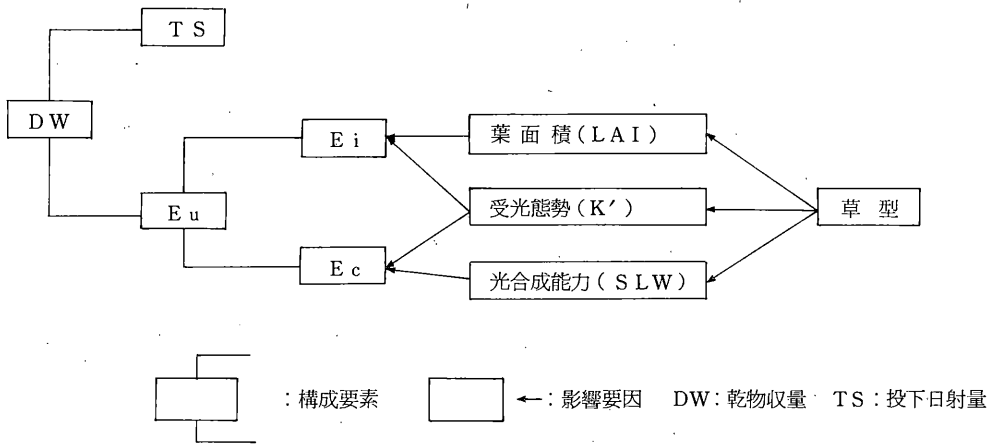 TS
DW
Ei
葉面積(LAI)
Eu
受光態勢(K′)
草型
Ec
光合成能力(SLW)
:構成要素
←:影響要因 DW:乾物収量 TS:投下日射量